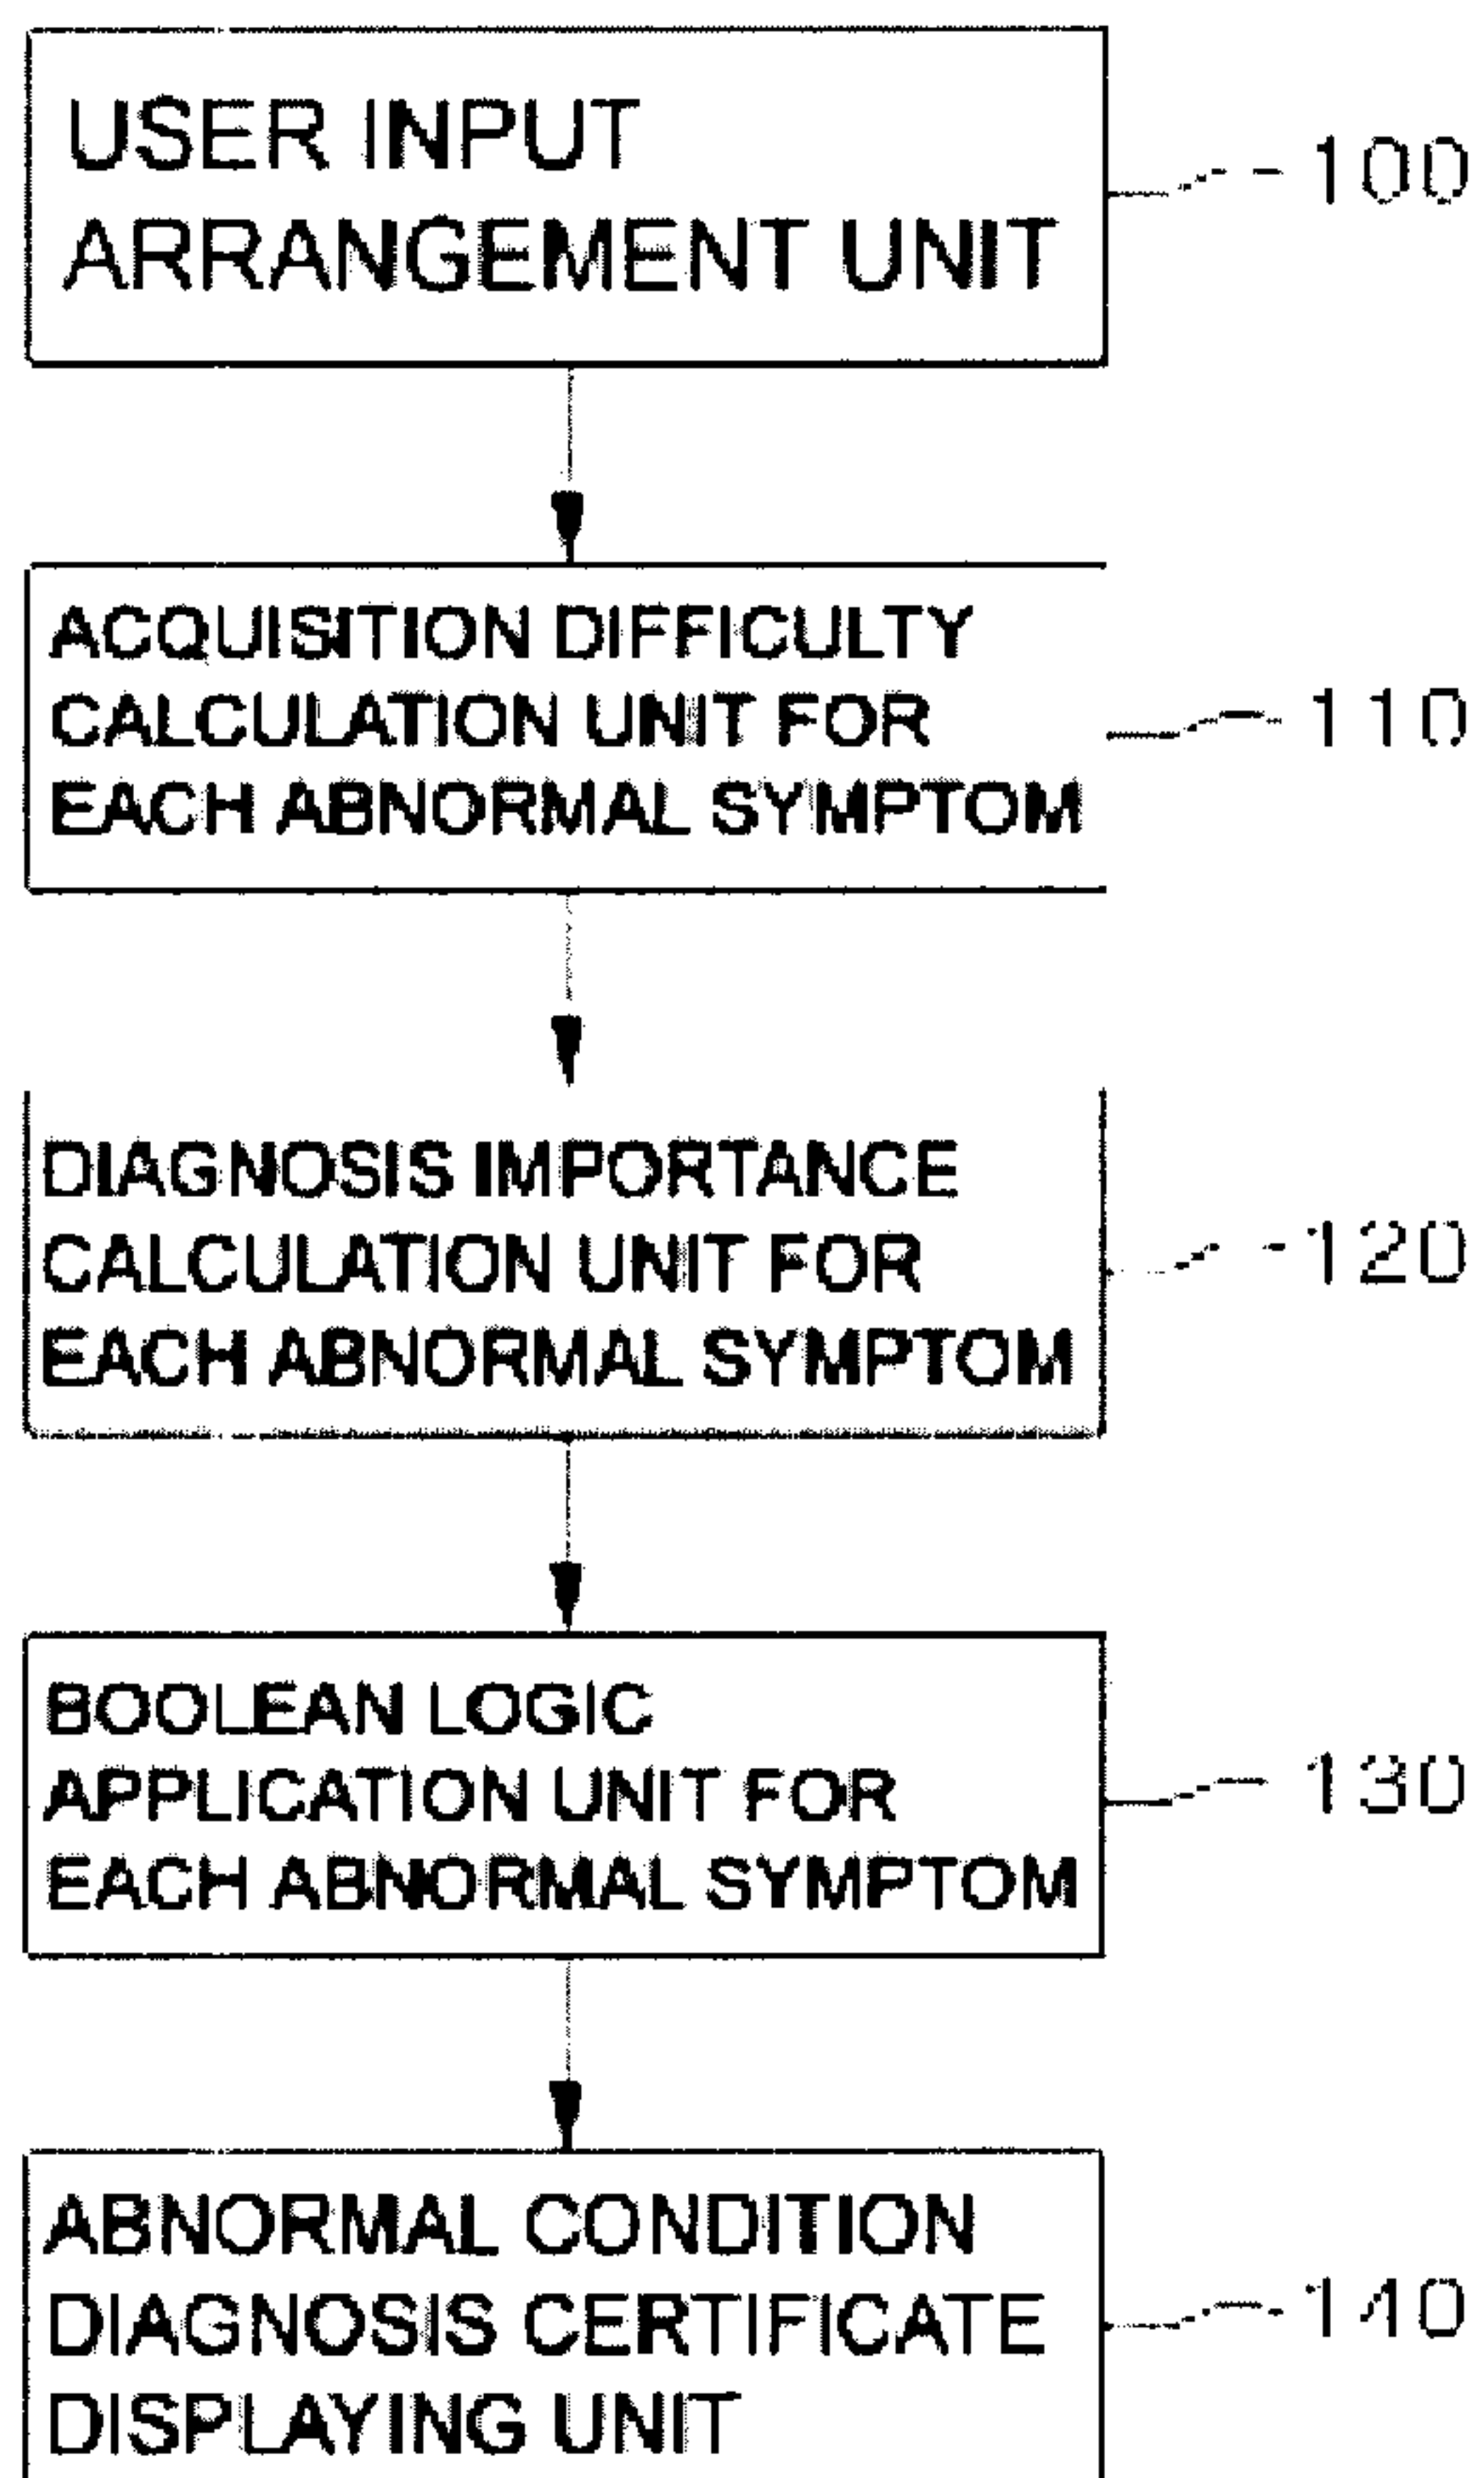 USER INPUT
ARRANGEMENT UNIT
100
ACQUISITION DIFFICULTY
CALCULATION UNIT FOR
EACH ABNORMAL SYMPTOM
110
DIAGNOSIS IMPORTANCE
CALCULATION UNIT FOR
EACH ABNORMAL SYMPTOM
120
BOOLEAN LOGIC
APPLICATION UNIT FOR
EACH ABNORMAL SYMPTOM
130
ABNORMAL CONDITION
DIAGNOSIS CERTIFICATE
DISPLAYING UNIT
140